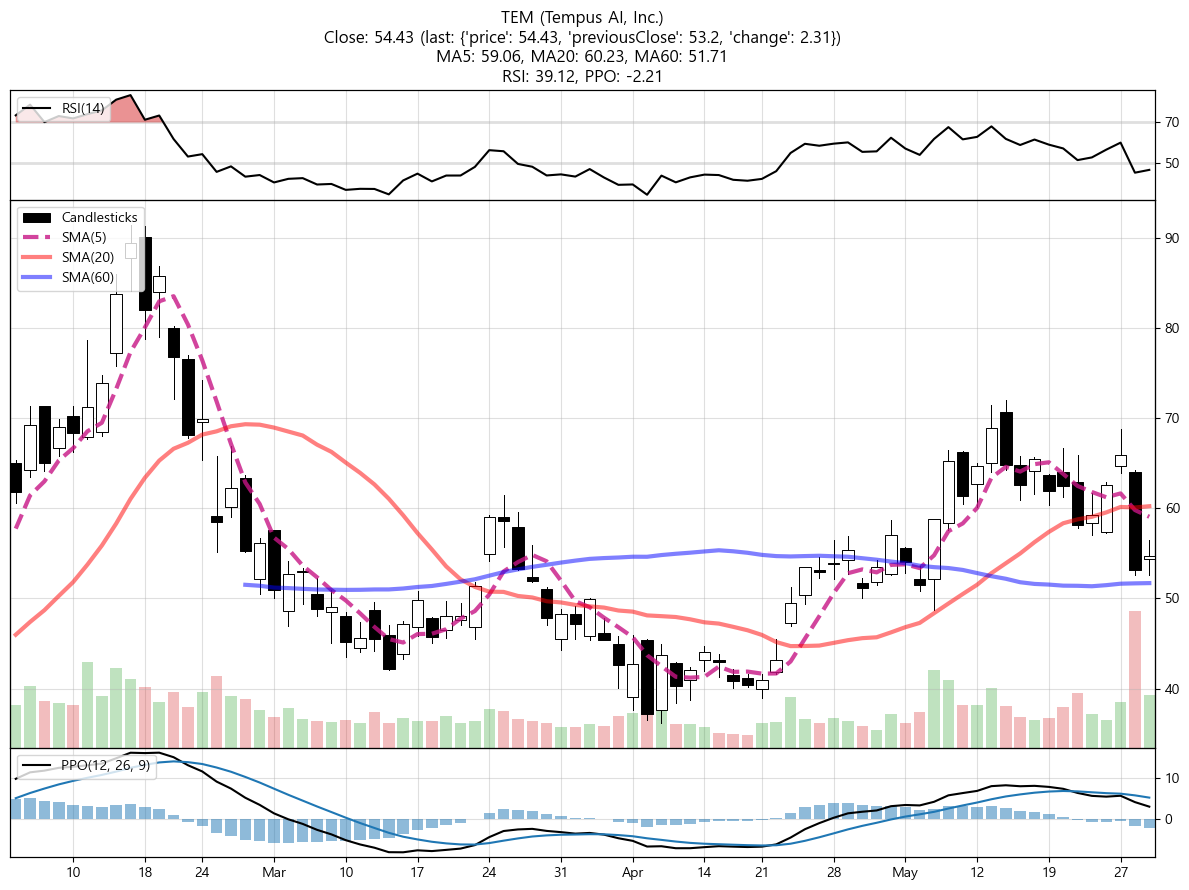 TEM (Tempus AI, Inc.)
Close: 54.43 (last: {'price': 54.43, 'previousClose': 53.2, 'change': 2.31})
MA5: 59.06, MA20: 60.23, MA60: 51.71
RSI: 39.12, PPO: -2.21
RSI(14)
70
50
Candlesticks
SMA(5)
SMA(20)
SMA(60)
90
80
70
60
50
40
PPO(12, 26, 9)
10
0
10 18 24 Mar 10 17 24 31 Apr 14 21 28 May 12 19 27